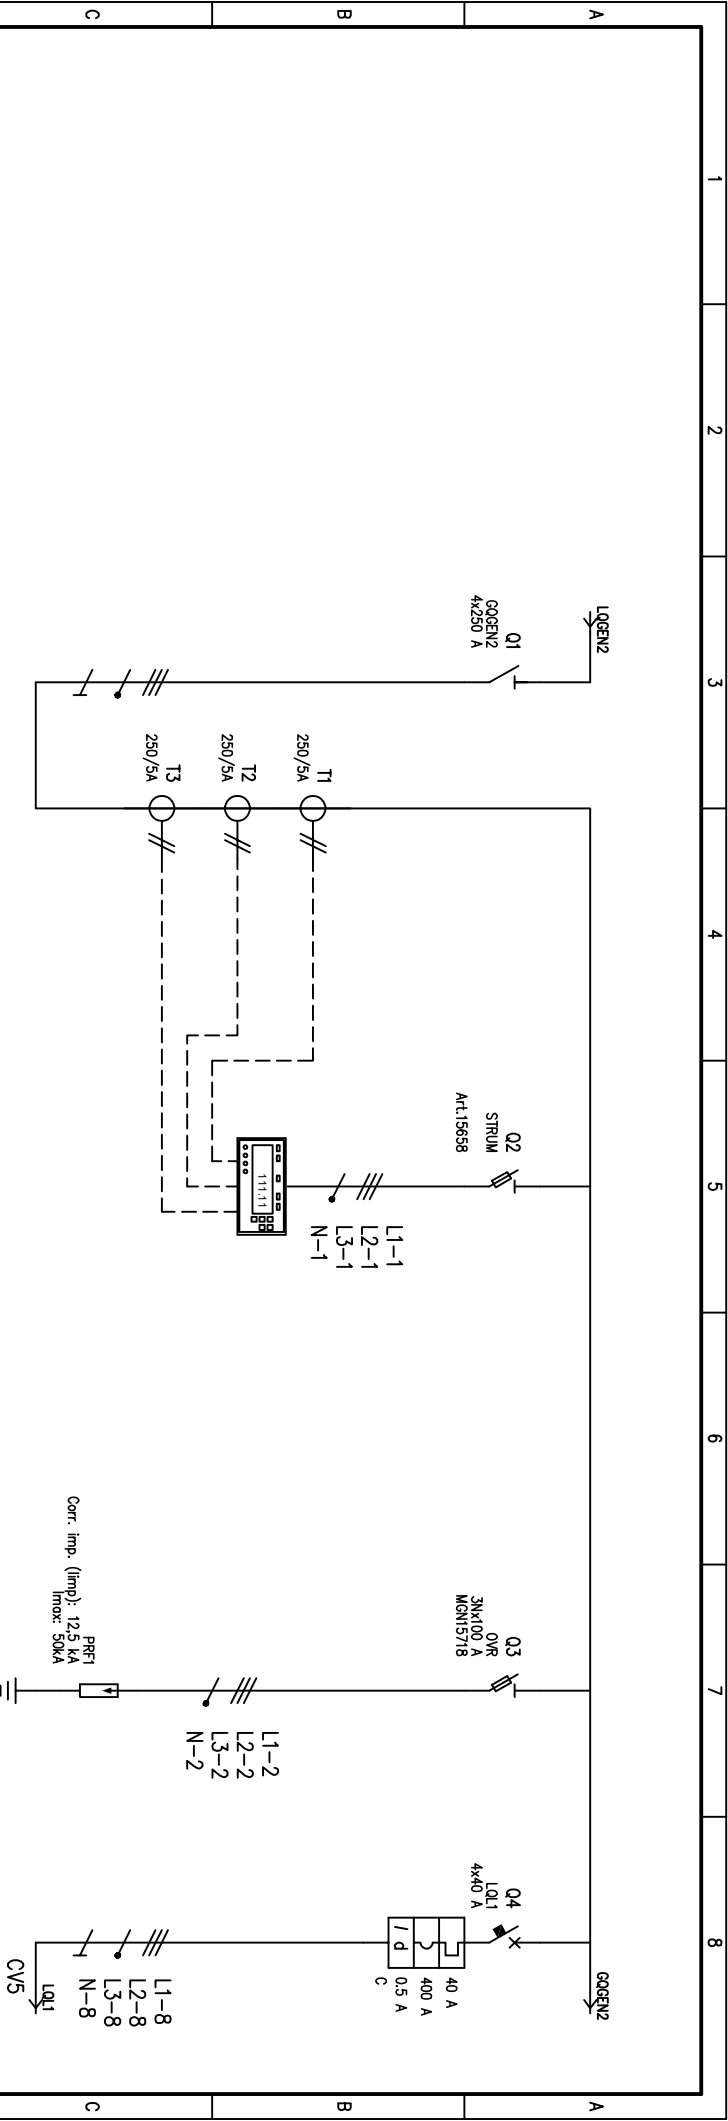 1
2
3
4
5
6
7
8
A
A
B
B
C
C
LQGEN2
Q1
GQGEN2
4x250 A
T1
250/5A
T2
250/5A
T3
250/5A
Q2
STRUM
Art.15658
L1-1
L2-1
L3-1
N-1
111.11
Q3
OVR
3Nx100 A
MGN15718
L1-2
L2-2
L3-2
N-2
PRF1
Corr. imp. (Iimp): 12,5 kA
Imax: 50kA
GQGEN2
Q4
LQL1
4x40 A
40 A
400 A
I d
0.5 A
C
L1-8
L2-8
L3-8
N-8
LQL1
CV5